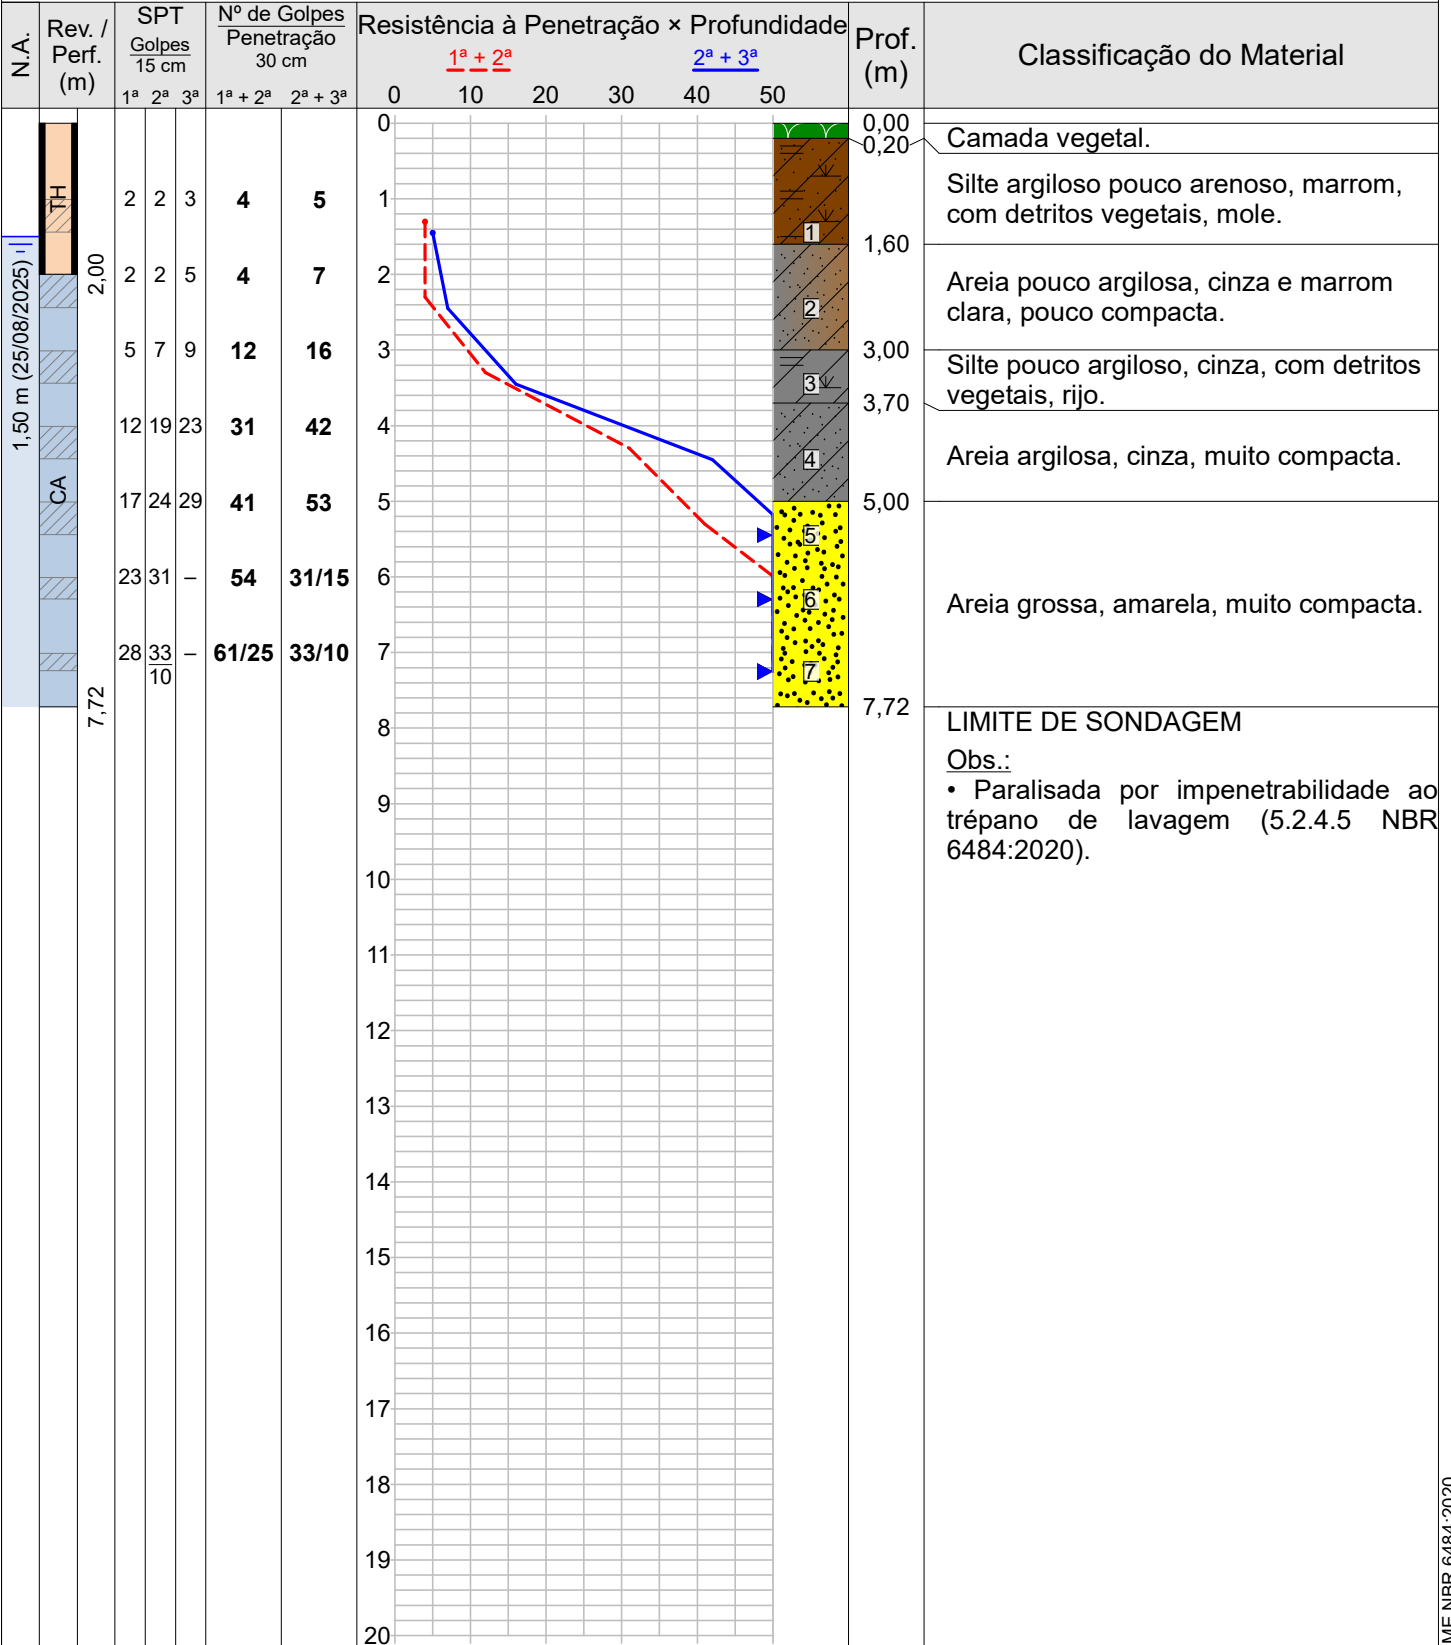 N.A.
Rev. /
Perf.
(m)
SPT
Golpes
15 cm
1ª 2ª 3ª
Nº de Golpes
Penetração
30 cm
1ª + 2ª 2ª + 3ª
Resistência à Penetração × Profundidade
1ª + 2ª 2ª + 3ª
0 10 20 30 40 50
Prof.
(m)
Classificação do Material
1,50 m (25/08/2025)
TH
2,00
CA
7,72
2 2 3 4 5
2 2 5 4 7
5 7 9 12 16
12 19 23 31 42
17 24 29 41 53
23 31 – 54 31/15
28 33 – 61/25 33/10
10
0
1
2
3
4
5
6
7
8
9
10
11
12
13
14
15
16
17
18
19
20
1
2
3
4
5
6
7
0,00
0,20
1,60
3,00
3,70
5,00
7,72
Camada vegetal.
Silte argiloso pouco arenoso, marrom,
com detritos vegetais, mole.
Areia pouco argilosa, cinza e marrom
clara, pouco compacta.
Silte pouco argiloso, cinza, com detritos
vegetais, rijo.
Areia argilosa, cinza, muito compacta.
Areia grossa, amarela, muito compacta.
LIMITE DE SONDAGEM
Obs.:
• Paralisada por impenetrabilidade ao
trépano de lavagem (5.2.4.5 NBR
6484:2020).
ME NBR 6484:2020